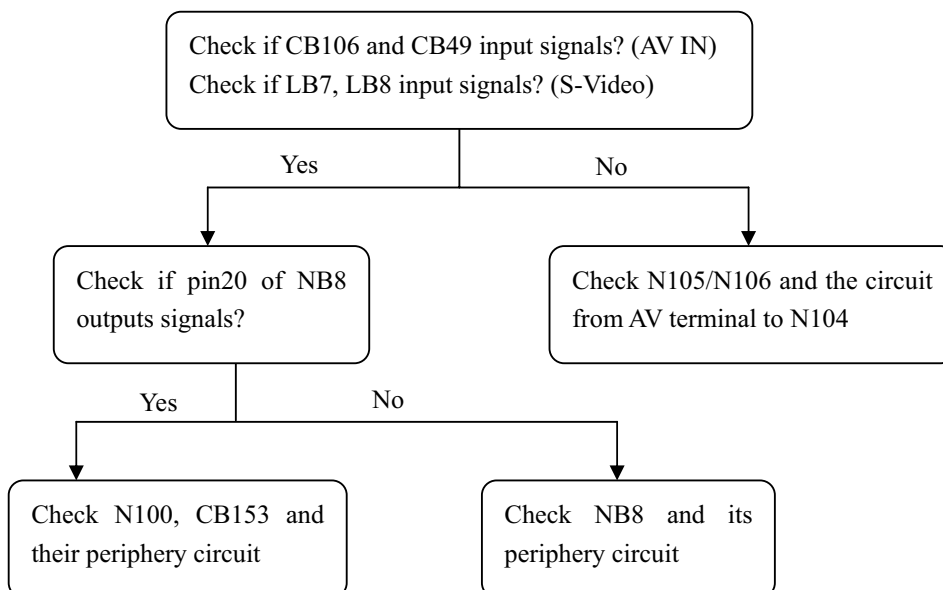 Check if CB106 and CB49 input signals? (AV IN)
Check if LB7, LB8 input signals? (S-Video)
Yes
No
Check if pin20 of NB8
outputs signals?
Check N105/N106 and the circuit
from AV terminal to N104
Yes
No
Check N100, CB153 and
their periphery circuit
Check NB8 and its
periphery circuit